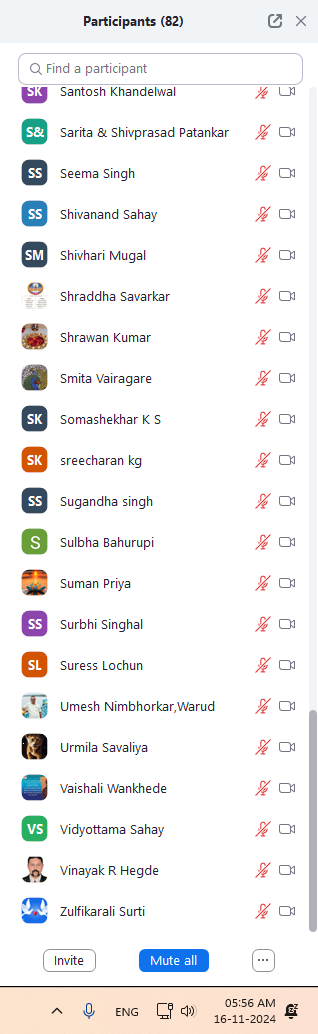 Participants (82)
Find a participant
SK Santosh Khandelwal
S& Sarita & Shivprasad Patankar
SS Seema Singh
SS Shivanand Sahay
SM Shivhari Mugal
Shraddha Savarkar
Shrawan Kumar
Smita Vairagare
SK Somashekhar K S
SK sreecharan kg
SS Sugandha singh
S Sulbha Bahurupi
Suman Priya
SS Surbhi Singhal
SL Suress Lochun
Umesh Nimbhorkar,Warud
Urmila Savaliya
Vaishali Wankhede
VS Vidyottama Sahay
Vinayak R Hegde
Zulfikarali Surti
Invite Mute all ...
ENG 05:56 AM
16-11-2024